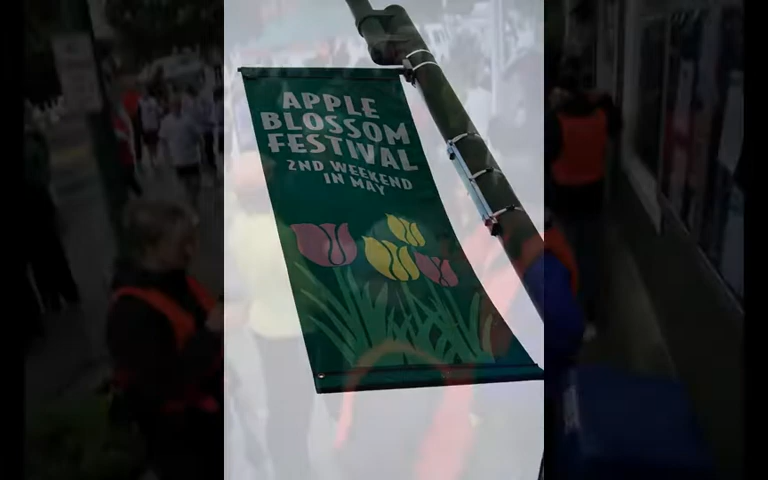 APPLE
BLOSSOM
FESTIVAL
2ND WEEKEND
IN MAY